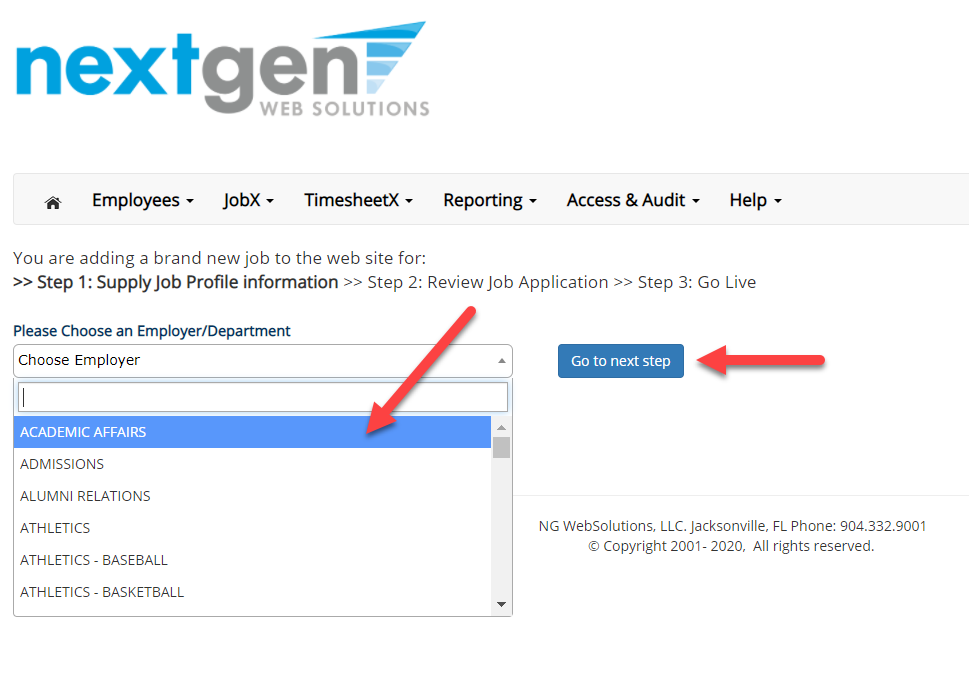 nextgen
WEB SOLUTIONS
Employees JobX TimesheetX Reporting Access & Audit Help
You are adding a brand new job to the web site for:
>> Step 1: Supply Job Profile information >> Step 2: Review Job Application >> Step 3: Go Live
Please Choose an Employer/Department
Choose Employer
Go to next step
ACADEMIC AFFAIRS
ADMISSIONS
ALUMNI RELATIONS
ATHLETICS
ATHLETICS - BASEBALL
ATHLETICS - BASKETBALL
NG WebSolutions, LLC. Jacksonville, FL Phone: 904.332.9001
© Copyright 2001- 2020, All rights reserved.